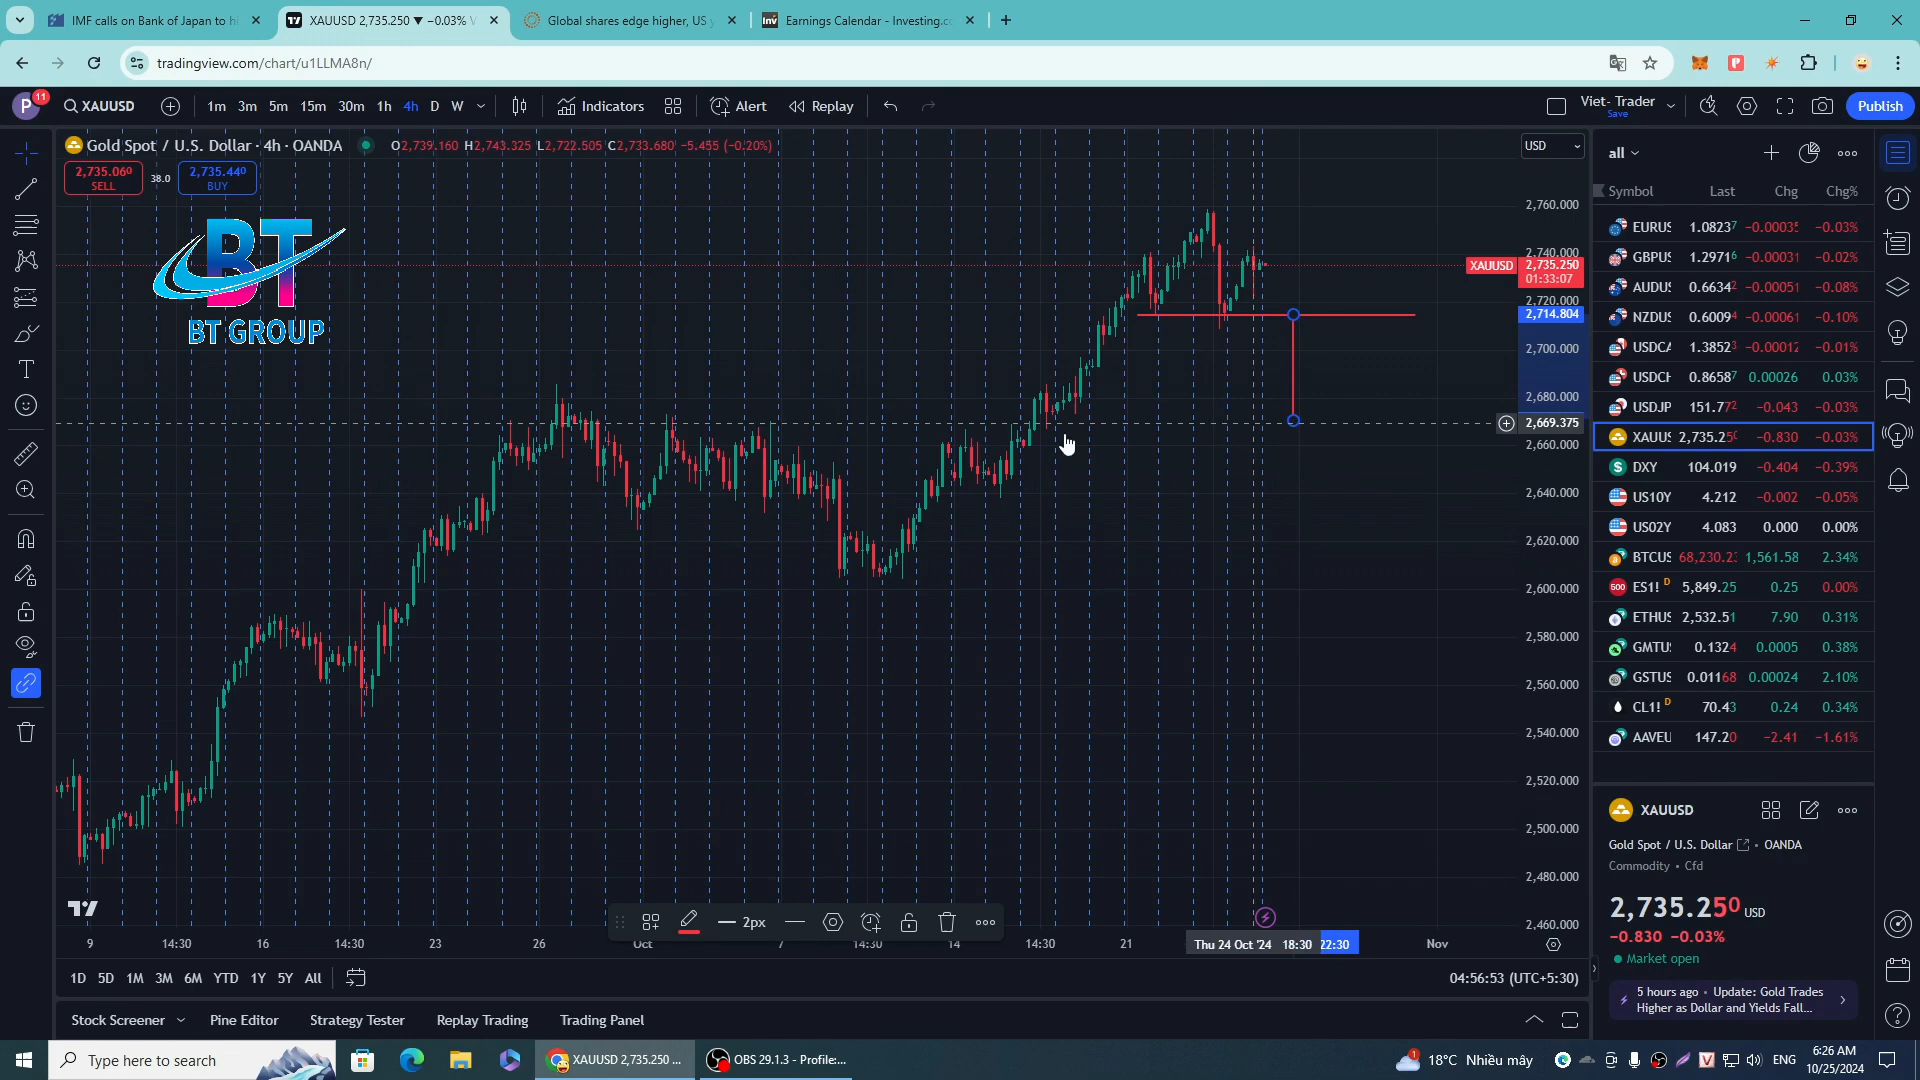 IMF calls on Bank of Japan to h
XAUUSD 2,735.250 ▼ −0.03% V
Global shares edge higher, US y
Earnings Calendar - Investing.c
tradingview.com/chart/u1LLMA8n/
P
11
XAUUSD
1m 3m 5m 15m 30m 1h 4h D W
Indicators
Alert
Replay
Viet- Trader
Save
Publish
Gold Spot / U.S. Dollar · 4h · OANDA
O2,739.160 H2,743.325 L2,722.505 C2,733.680 −5.455 (−0.20%)
2,735.060
SELL
38.0
2,735.440
BUY
BT
BT GROUP
USD
2,760.000
2,740.000
XAUUSD 2,735.250
01:33:07
2,720.000
2,714.804
2,700.000
2,680.000
2,669.375
2,660.000
2,640.000
2,620.000
2,600.000
2,580.000
2,560.000
2,540.000
2,520.000
2,500.000
2,480.000
2,460.000
2px
9 14:30 16 14:30 23 26 Oct 7 14:30 14 14:30 21 Thu 24 Oct '24 18:30 22:30 Nov
1D 5D 1M 3M 6M YTD 1Y 5Y All
04:56:53 (UTC+5:30)
Stock Screener Pine Editor Strategy Tester Replay Trading Trading Panel
all
Symbol Last Chg Chg%
EURUS 1.08237 −0.00035 −0.03%
GBPUS 1.29716 −0.00031 −0.02%
AUDUS 0.66342 −0.00051 −0.08%
NZDUS 0.60094 −0.00061 −0.10%
USDCA 1.38523 −0.00012 −0.01%
USDCH 0.86587 0.00026 0.03%
USDJP 151.772 −0.043 −0.03%
XAUUS 2,735.250 −0.830 −0.03%
DXY 104.019 −0.404 −0.39%
US10Y 4.212 −0.002 −0.05%
US02Y 4.083 0.000 0.00%
BTCUS 68,230.23 1,561.58 2.34%
ES1! D 5,849.25 0.25 0.00%
ETHUS 2,532.51 7.90 0.31%
GMTUS 0.1324 0.0005 0.38%
GSTUS 0.01168 0.00024 2.10%
CL1! D 70.43 0.24 0.34%
AAVEU 147.20 −2.41 −1.61%
XAUUSD
Gold Spot / U.S. Dollar • OANDA
Commodity • Cfd
2,735.250 USD
−0.830 −0.03%
Market open
5 hours ago • Update: Gold Trades
Higher as Dollar and Yields Fall...
Type here to search
XAUUSD 2,735.250 ...
OBS 29.1.3 - Profile:...
1
18°C Nhiều mây
ENG
6:26 AM
10/25/2024